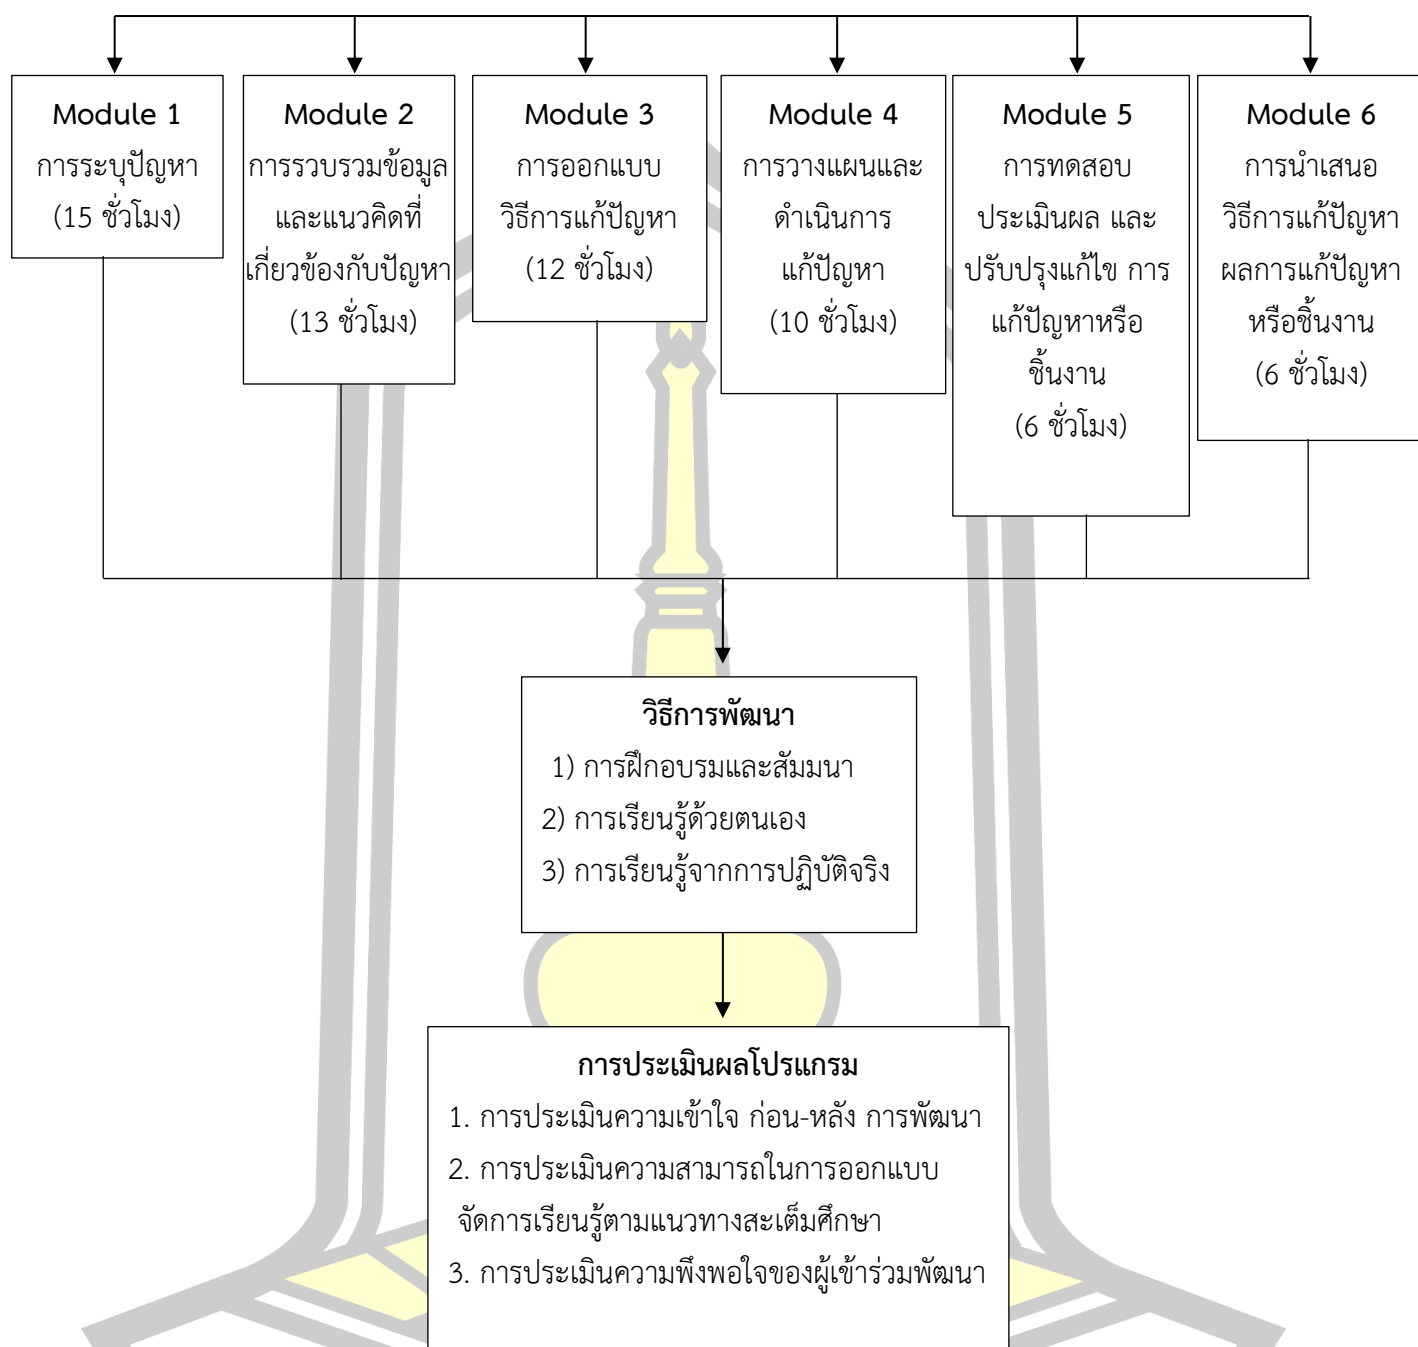 Module 1
การระบุปัญหา
(15 ชั่วโมง)
Module 2
การรวบรวมข้อมูล
และแนวคิดที่
เกี่ยวข้องกับปัญหา
(13 ชั่วโมง)
Module 3
การออกแบบ
วิธีการแก้ปัญหา
(12 ชั่วโมง)
Module 4
การวางแผนและ
ดำเนินการ
แก้ปัญหา
(10 ชั่วโมง)
Module 5
การทดสอบ
ประเมินผล และ
ปรับปรุงแก้ไข การ
แก้ปัญหาหรือ
ชิ้นงาน
(6 ชั่วโมง)
Module 6
การนำเสนอ
วิธีการแก้ปัญหา
ผลการแก้ปัญหา
หรือชิ้นงาน
(6 ชั่วโมง)
วิธีการพัฒนา
1) การฝึกอบรมและสัมมนา
2) การเรียนรู้ด้วยตนเอง
3) การเรียนรู้จากการปฏิบัติจริง
การประเมินผลโปรแกรม
1. การประเมินความเข้าใจ ก่อน-หลัง การพัฒนา
2. การประเมินความสามารถในการออกแบบ
จัดการเรียนรู้ตามแนวทางสะเต็มศึกษา
3. การประเมินความพึงพอใจของผู้เข้าร่วมพัฒนา